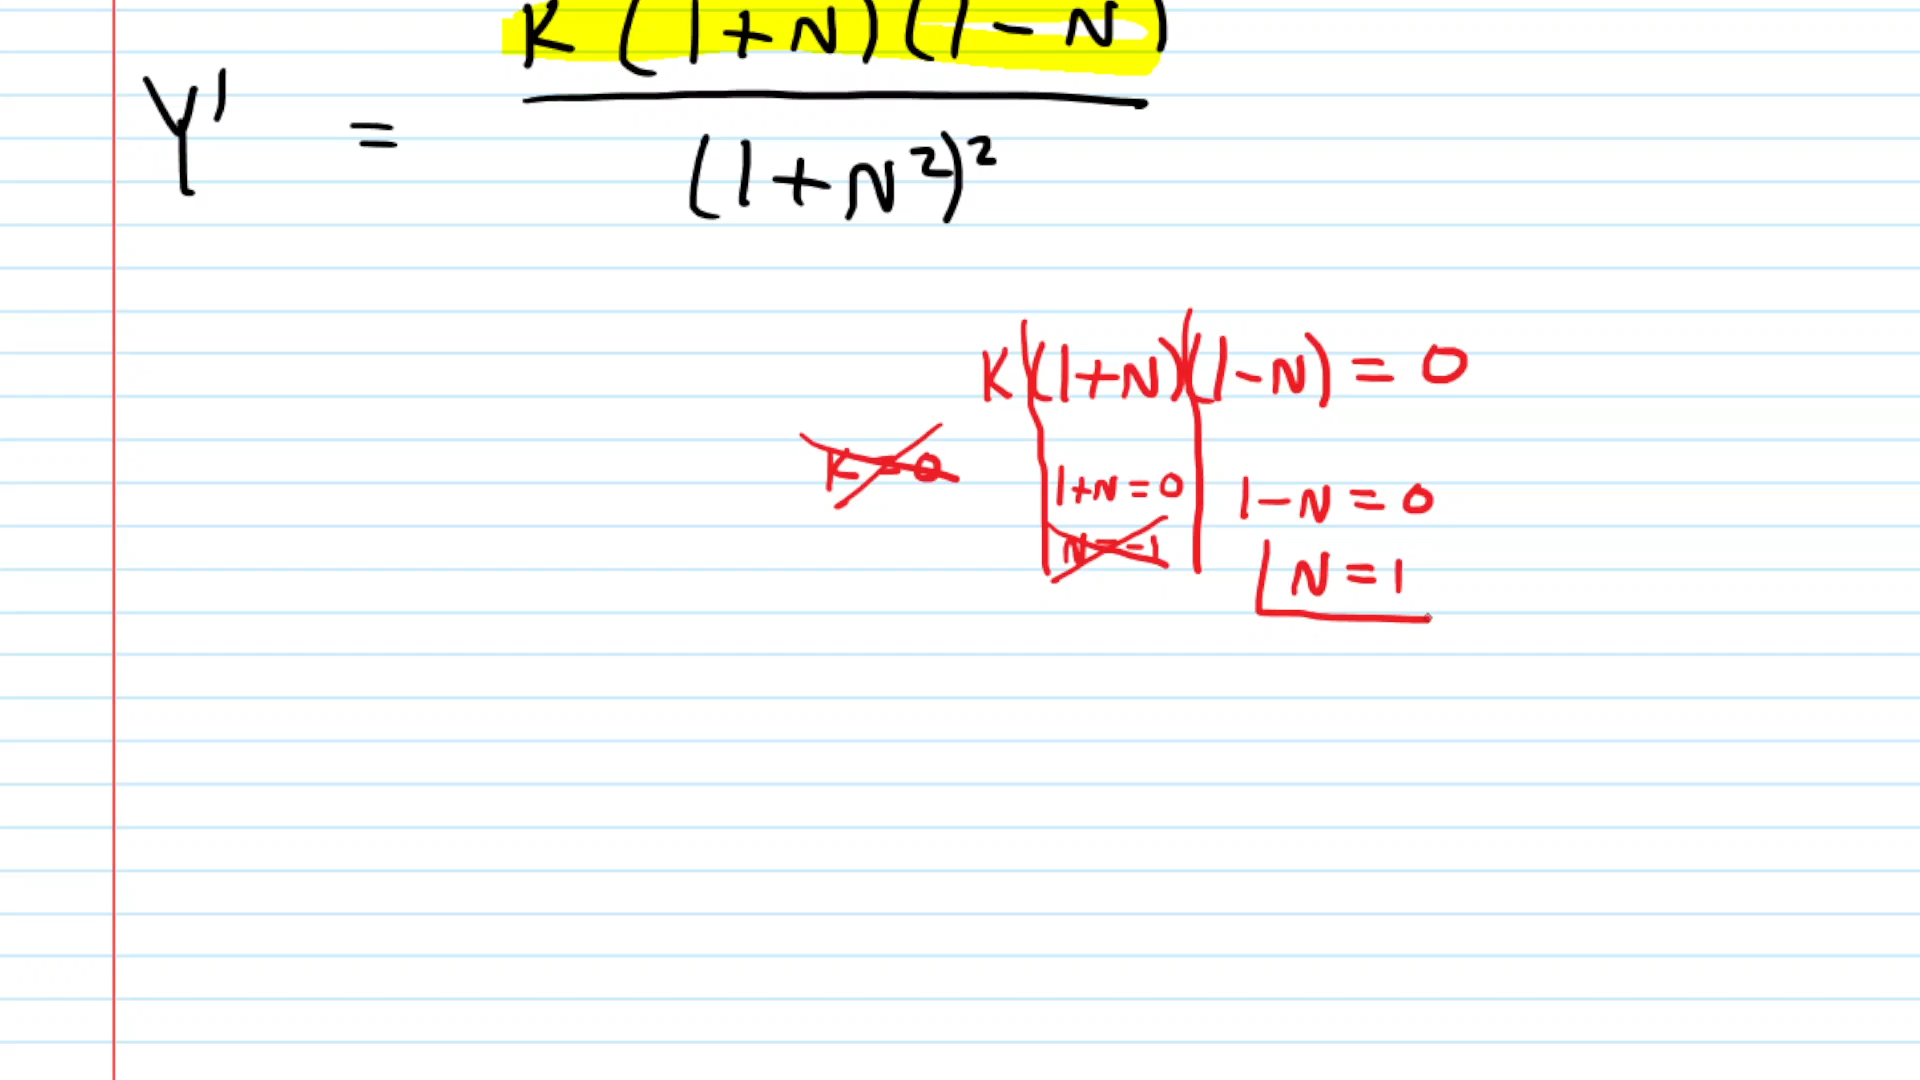 K(1+N)(1-N)
Y' =
(1+N²)²
K(1+N)(1-N) = 0
K = 0
1+N = 0
N = -1
1-N = 0
N = 1